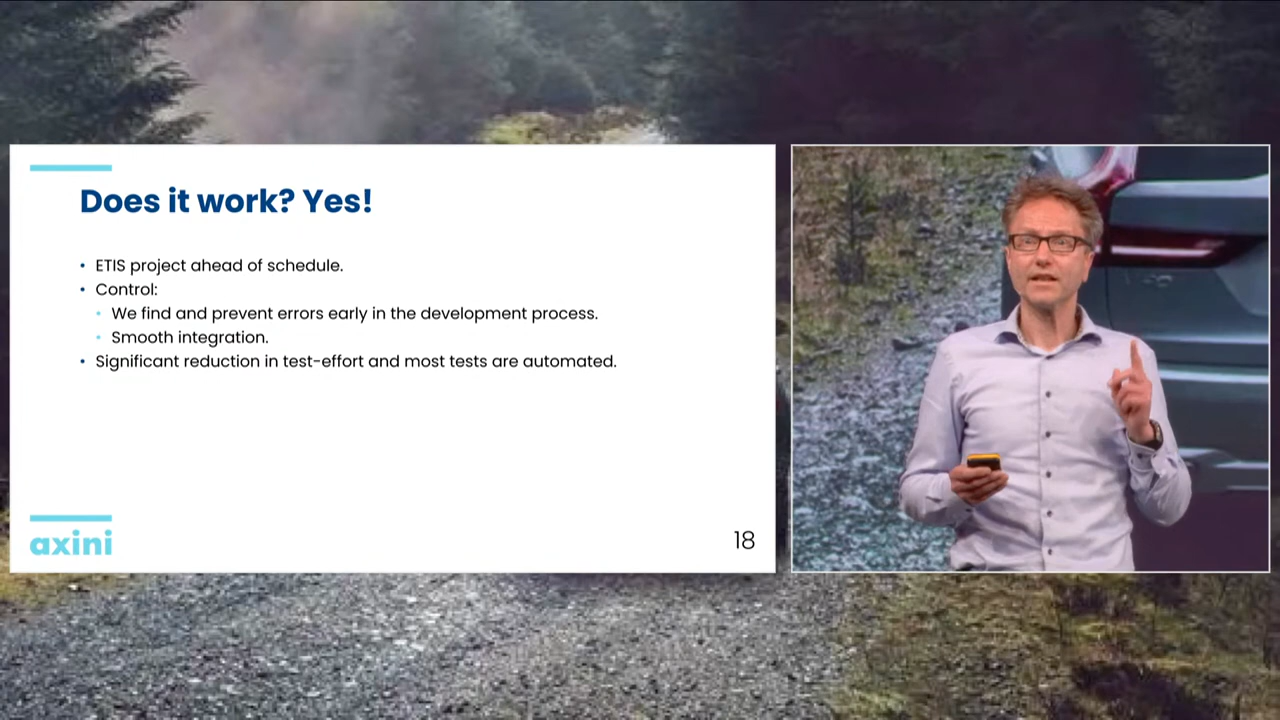 Does it work? Yes!
• ETIS project ahead of schedule.
• Control:
• We find and prevent errors early in the development process.
• Smooth integration.
• Significant reduction in test-effort and most tests are automated.
axini
18